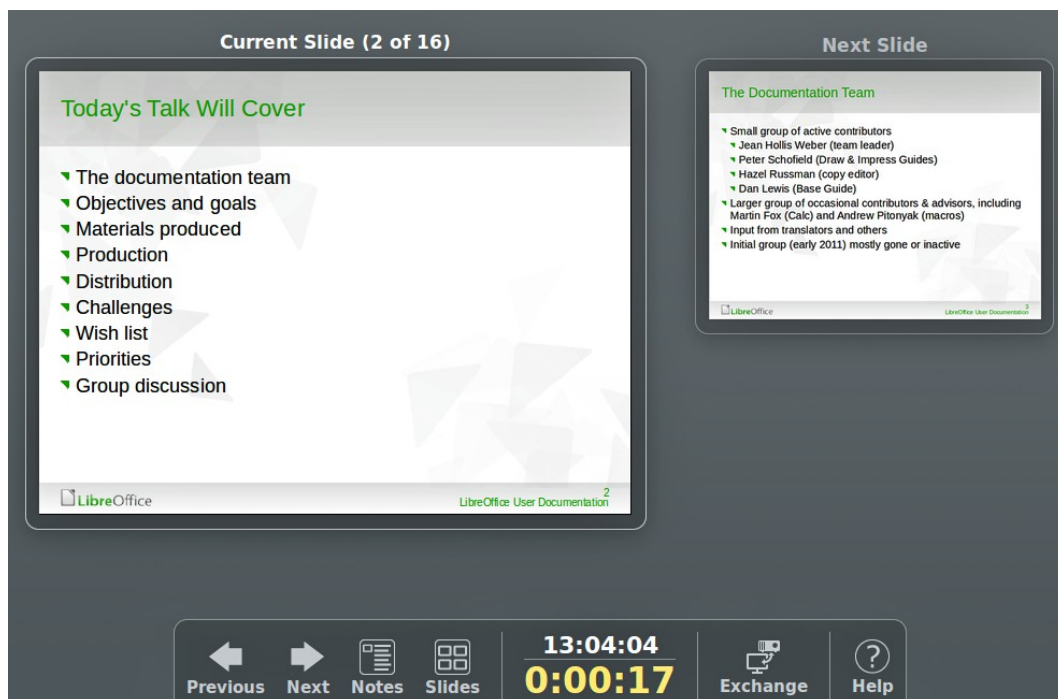 Current Slide (2 of 16)
Today's Talk Will Cover
The documentation team
Objectives and goals
Materials produced
Production
Distribution
Challenges
Wish list
Priorities
Group discussion
LibreOffice
LibreOffice User Documentation
2
Next Slide
The Documentation Team
Small group of active contributors
Jean Hollis Weber (team leader)
Peter Schofield (Draw & Impress Guides)
Hazel Russman (copy editor)
Dan Lewis (Base Guide)
Larger group of occasional contributors & advisors, including
Martin Fox (Calc) and Andrew Pitonyak (macros)
Input from translators and others
Initial group (early 2011) mostly gone or inactive
LibreOffice
LibreOffice User Documentation
3
Previous
Next
Notes
Slides
13:04:04
0:00:17
Exchange
?
Help